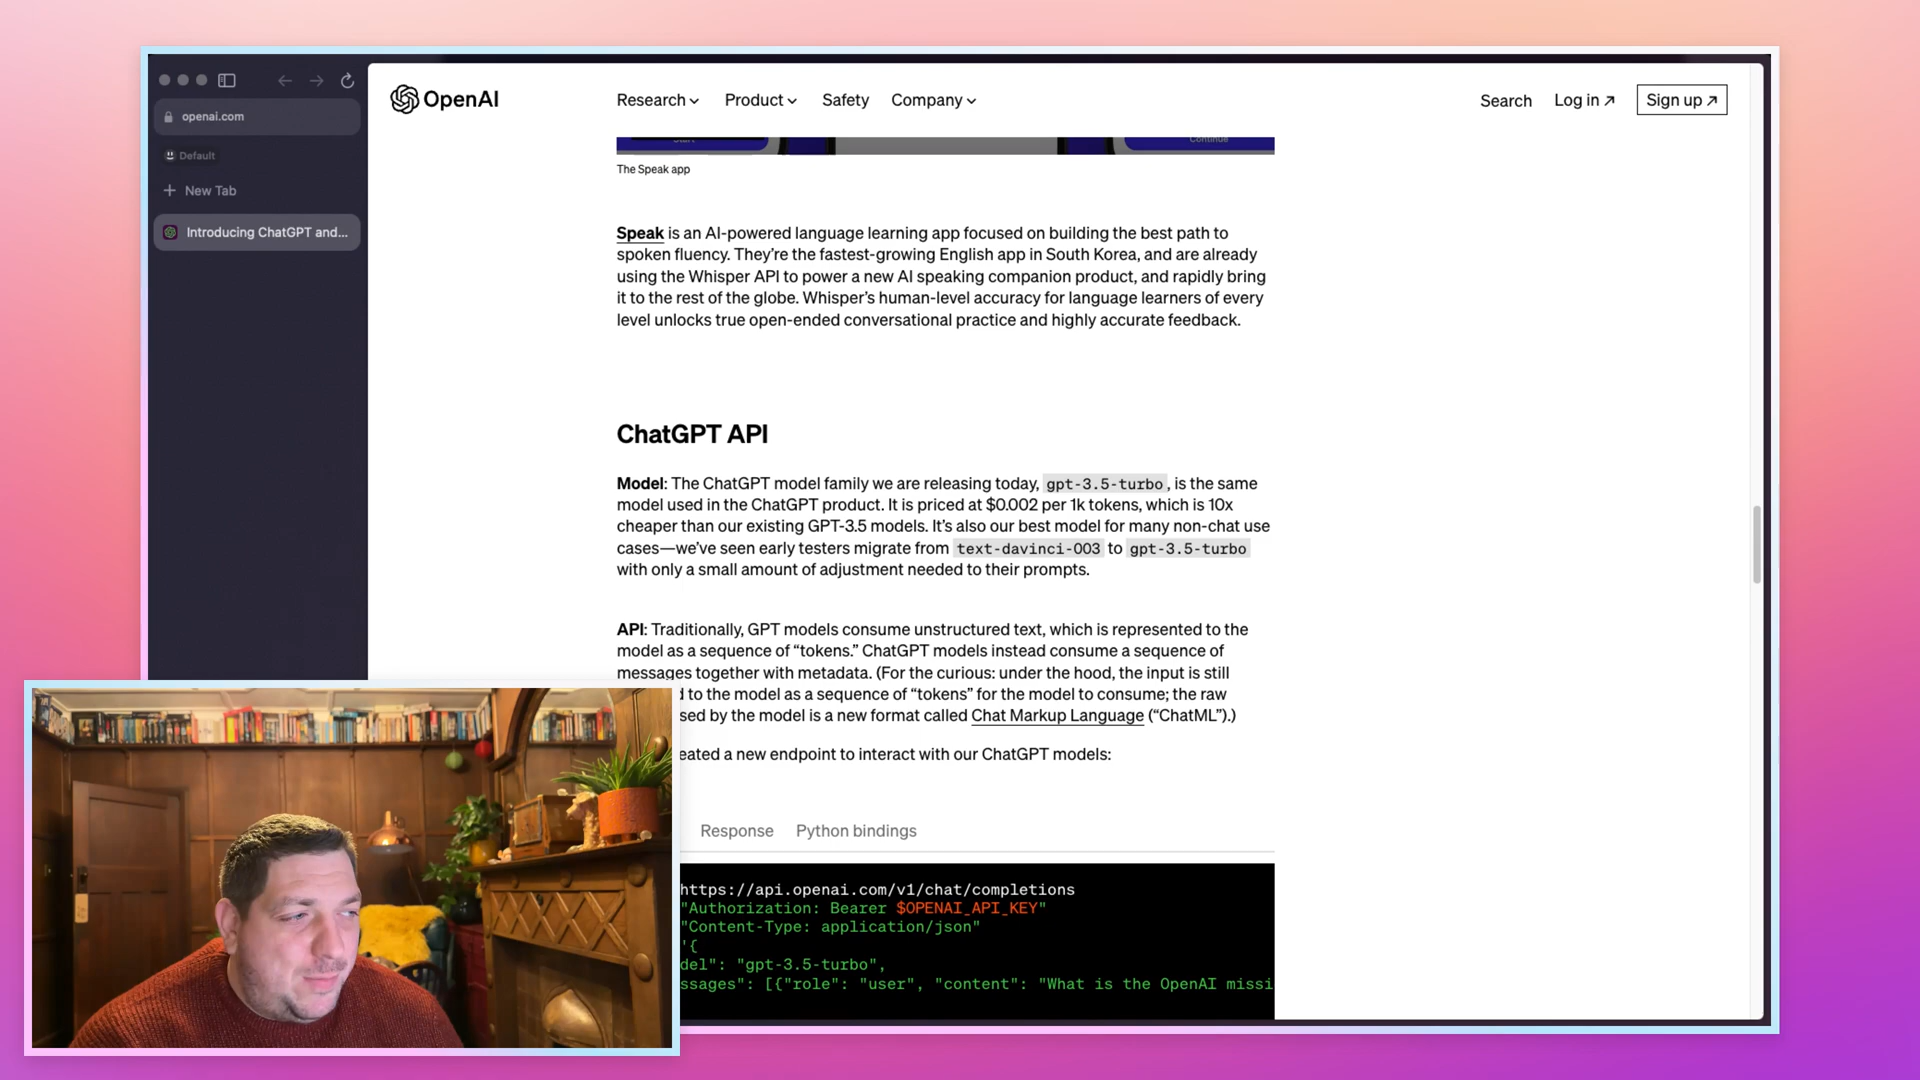 OpenAI
Research
Product
Safety
Company
Search
Log in
Sign up
openai.com
Default
New Tab
Introducing ChatGPT and...
Continue
The Speak app
Speak is an AI-powered language learning app focused on building the best path to
spoken fluency. They’re the fastest-growing English app in South Korea, and are already
using the Whisper API to power a new AI speaking companion product, and rapidly bring
it to the rest of the globe. Whisper’s human-level accuracy for language learners of every
level unlocks true open-ended conversational practice and highly accurate feedback.
ChatGPT API
Model: The ChatGPT model family we are releasing today, gpt-3.5-turbo, is the same
model used in the ChatGPT product. It is priced at $0.002 per 1k tokens, which is 10x
cheaper than our existing GPT-3.5 models. It’s also our best model for many non-chat use
cases—we’ve seen early testers migrate from text-davinci-003 to gpt-3.5-turbo
with only a small amount of adjustment needed to their prompts.
API: Traditionally, GPT models consume unstructured text, which is represented to the
model as a sequence of “tokens.” ChatGPT models instead consume a sequence of
messages together with metadata. (For the curious: under the hood, the input is still
d to the model as a sequence of “tokens” for the model to consume; the raw
sed by the model is a new format called Chat Markup Language (“ChatML”).)
eated a new endpoint to interact with our ChatGPT models:
Response
Python bindings
https://api.openai.com/v1/chat/completions
"Authorization: Bearer $OPENAI_API_KEY"
"Content-Type: application/json"
'{
del": "gpt-3.5-turbo",
ssages": [{"role": "user", "content": "What is the OpenAI missi